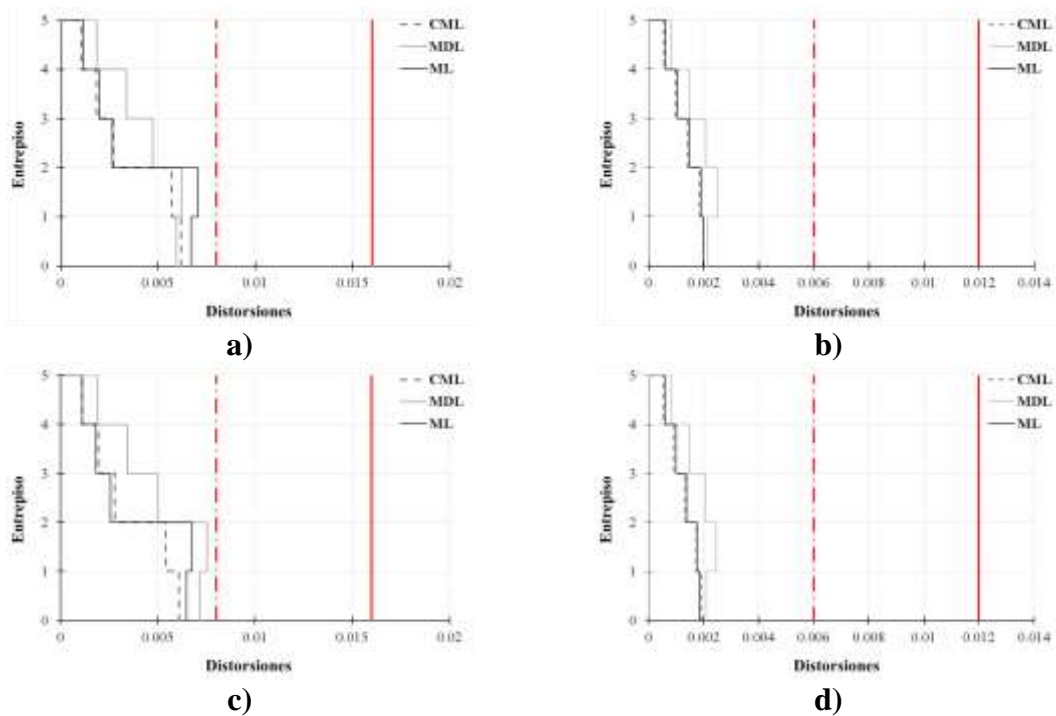 5
4
3
2
1
0
Entrepiso
0
0.005
0.01
0.015
0.02
Distorsiones
CML
MDL
ML
a)
5
4
3
2
1
0
Entrepiso
0
0.002
0.004
0.006
0.008
0.01
0.012
0.014
Distorsiones
CML
MDL
ML
b)
5
4
3
2
1
0
Entrepiso
0
0.005
0.01
0.015
0.02
Distorsiones
CML
MDL
ML
c)
5
4
3
2
1
0
Entrepiso
0
0.002
0.004
0.006
0.008
0.01
0.012
0.014
Distorsiones
CML
MDL
ML
d)